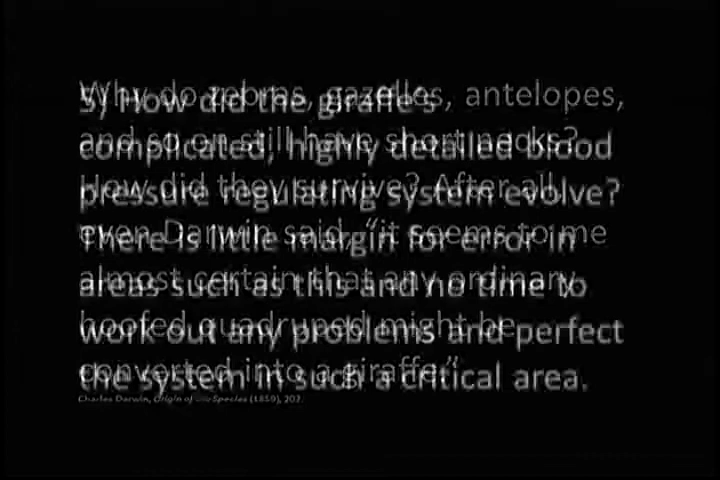 Why do zebras, gazelles, antelopes,
and so on still have short necks?
How did they survive? After all,
even Darwin said, “it seems to me
almost certain that any ordinary
hoofed quadruped might be
converted into a giraffe.”
Charles Darwin, Origin of the Species (1859), 202.
5) How did the giraffe’s
complicated, highly detailed blood
pressure regulating system evolve?
There is little margin for error in
areas such as this and no time to
work out any problems and perfect
the system in such a critical area.